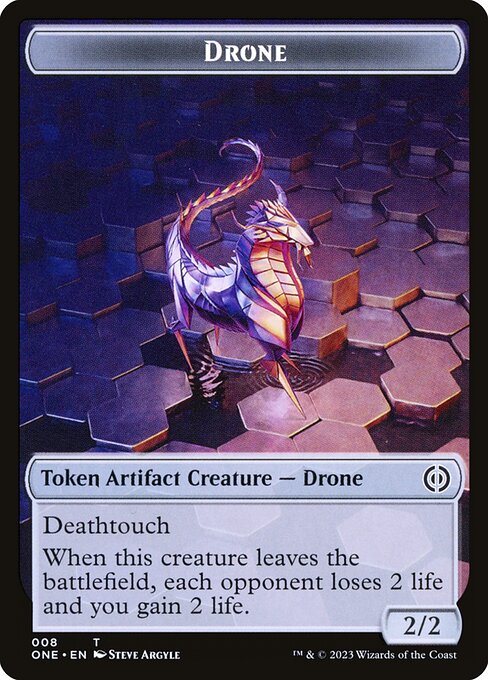 DRONE
Token Artifact Creature — Drone
Deathtouch
When this creature leaves the
battlefield, each opponent loses 2 life
and you gain 2 life.
2/2
008 T
ONE • EN STEVE ARGYLE
™ & © 2023 Wizards of the Coast